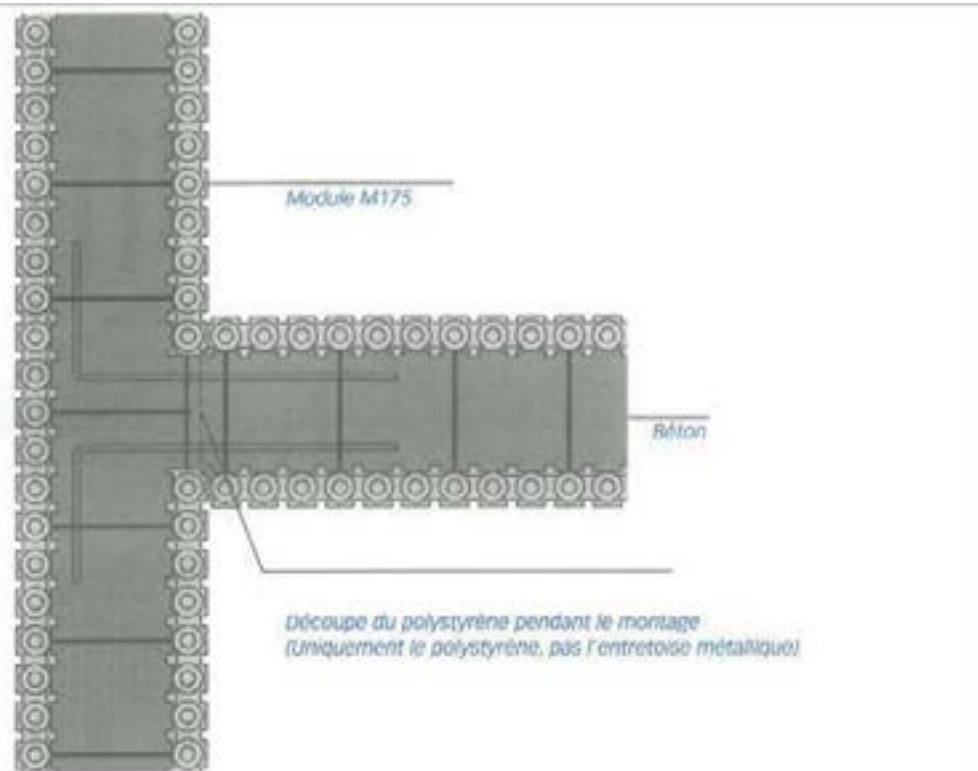 Module M175
Béton
Découpe du polystyrène pendant le montage
(Uniquement le polystyrène, pas l'entretoise métallique)